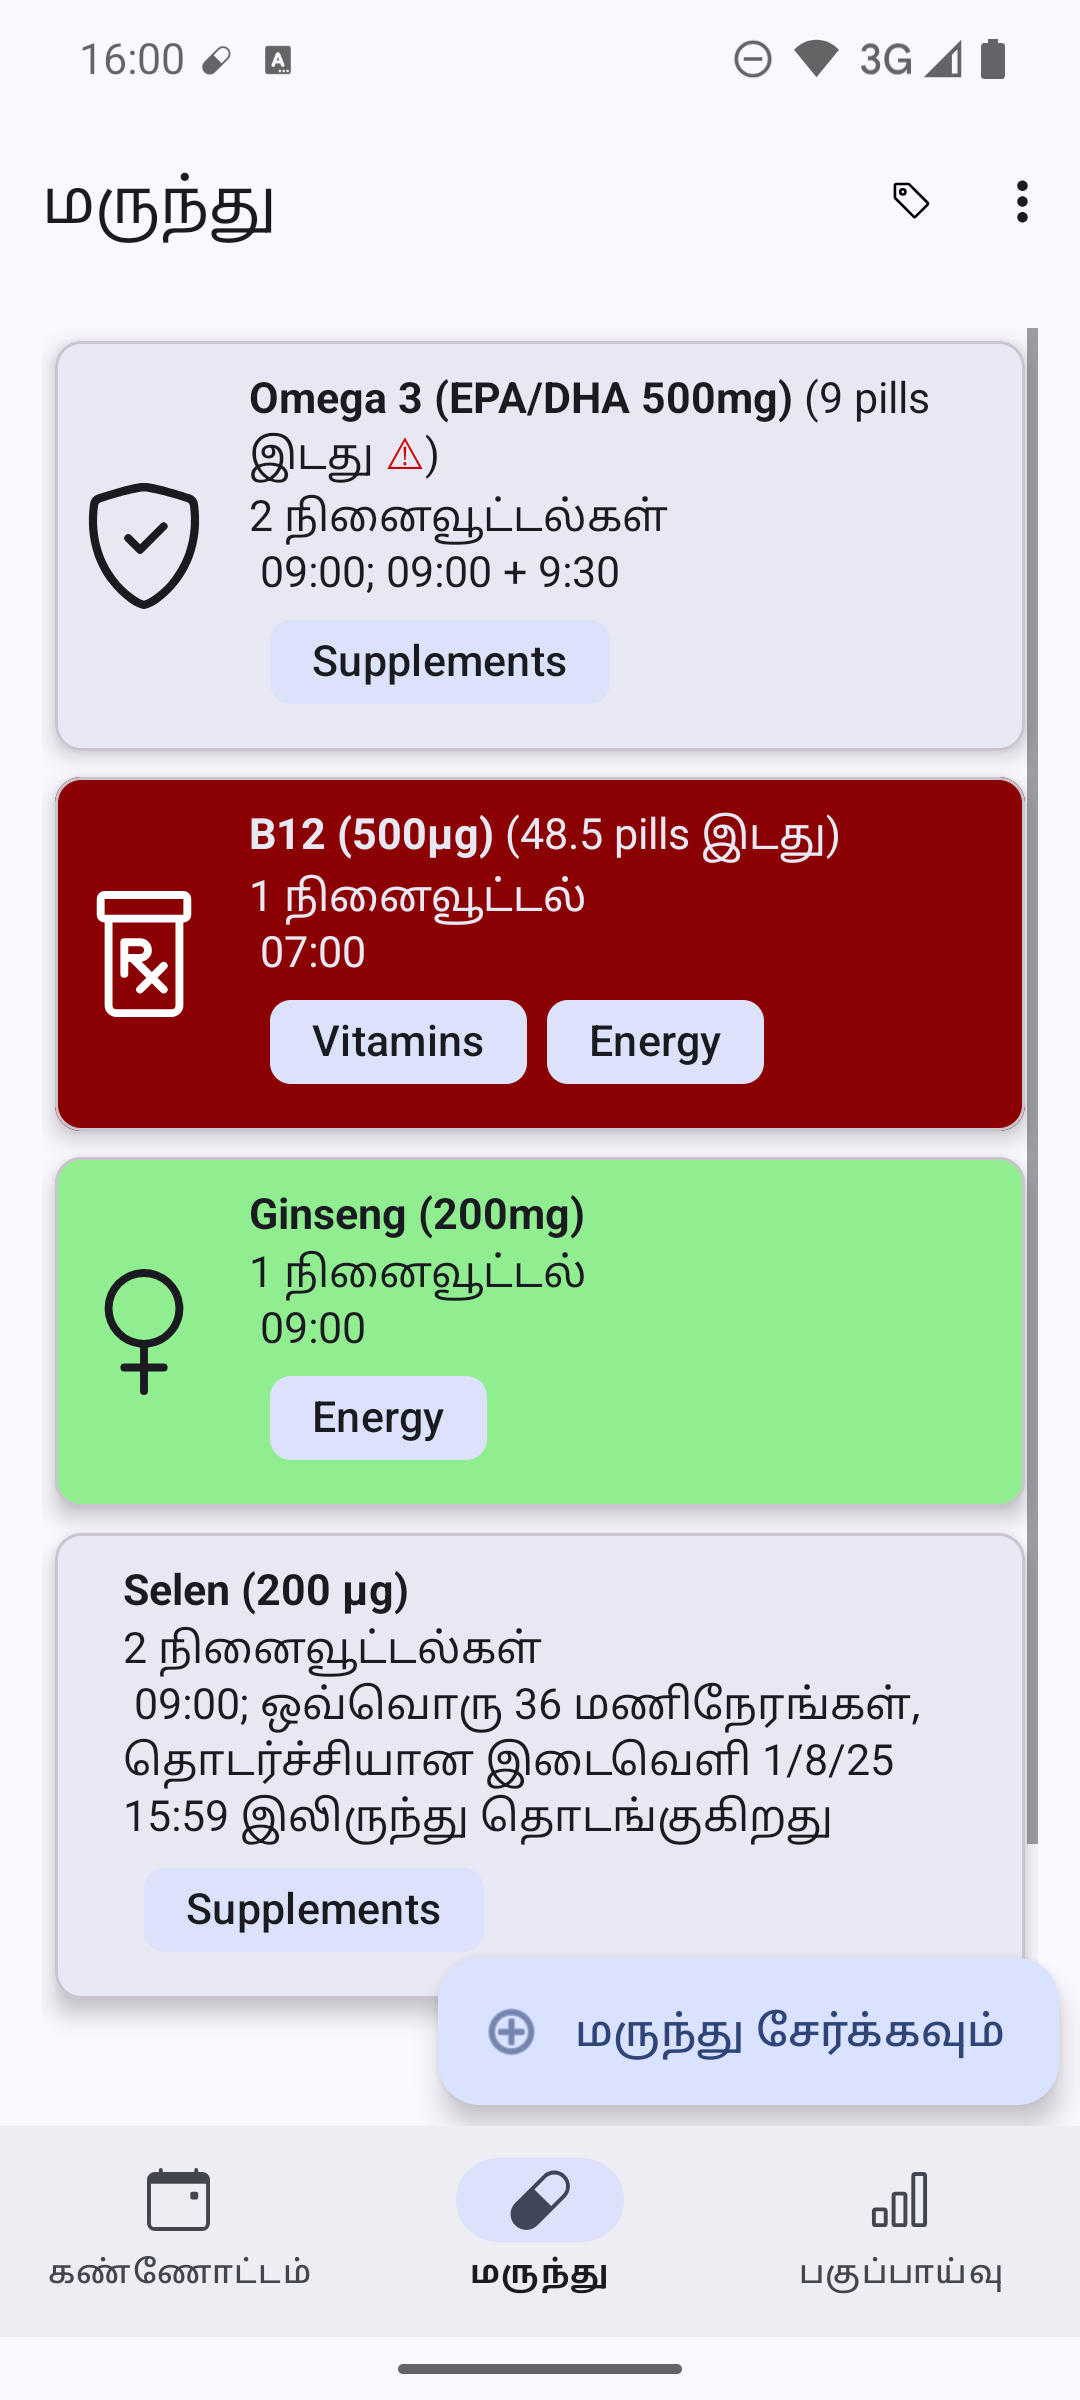 16:00
3G
மருந்து
Omega 3 (EPA/DHA 500mg) (9 pills
இடது ⚠)
2 நினைவூட்டல்கள்
09:00; 09:00 + 9:30
Supplements
B12 (500µg) (48.5 pills இடது)
1 நினைவூட்டல்
07:00
Vitamins Energy
Ginseng (200mg)
1 நினைவூட்டல்
09:00
Energy
Selen (200 µg)
2 நினைவூட்டல்கள்
09:00; ஒவ்வொரு 36 மணிநேரங்கள்,
தொடர்ச்சியான இடைவெளி 1/8/25
15:59 இலிருந்து தொடங்குகிறது
Supplements
மருந்து சேர்க்கவும்
கண்ணோட்டம் மருந்து பகுப்பாய்வு